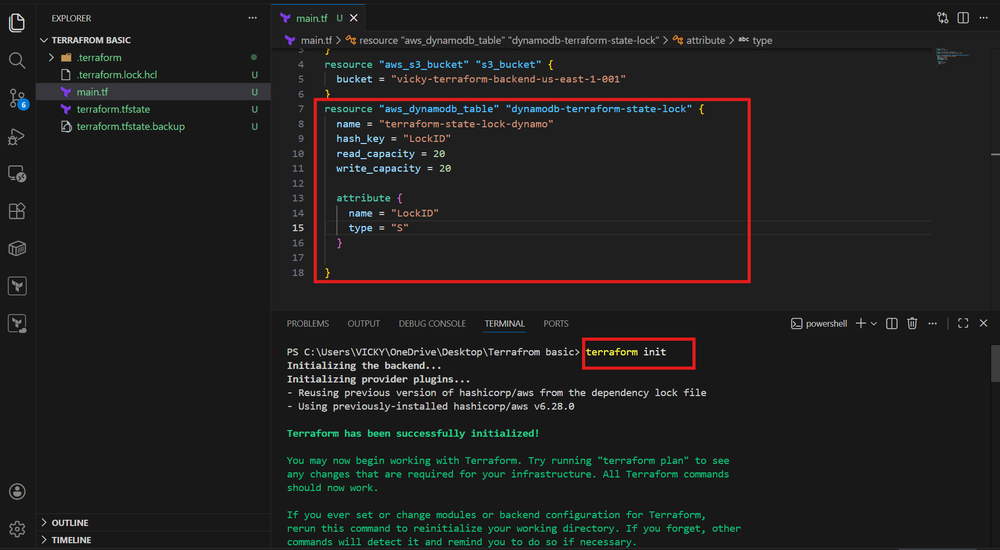 EXPLORER
TERRAFROM BASIC
.terraform
.terraform.lock.hcl U
main.tf U
terraform.tfstate U
terraform.tfstate.backup U
6
OUTLINE
TIMELINE
main.tf U
main.tf > resource "aws_dynamodb_table" "dynamodb-terraform-state-lock" > attribute > abc type
3 }
4 resource "aws_s3_bucket" "s3_bucket" {
5 bucket = "vicky-terraform-backend-us-east-1-001"
6 }
7 resource "aws_dynamodb_table" "dynamodb-terraform-state-lock" {
8 name = "terraform-state-lock-dynamo"
9 hash_key = "LockID"
10 read_capacity = 20
11 write_capacity = 20
12
13 attribute {
14 name = "LockID"
15 type = "S"
16 }
17
18 }
PROBLEMS OUTPUT DEBUG CONSOLE TERMINAL PORTS powershell
PS C:\Users\VICKY\OneDrive\Desktop\Terrafrom basic> terraform init
Initializing the backend...
Initializing provider plugins...
- Reusing previous version of hashicorp/aws from the dependency lock file
- Using previously-installed hashicorp/aws v6.28.0
Terraform has been successfully initialized!
You may now begin working with Terraform. Try running "terraform plan" to see
any changes that are required for your infrastructure. All Terraform commands
should now work.
If you ever set or change modules or backend configuration for Terraform,
rerun this command to reinitialize your working directory. If you forget, other
commands will detect it and remind you to do so if necessary.